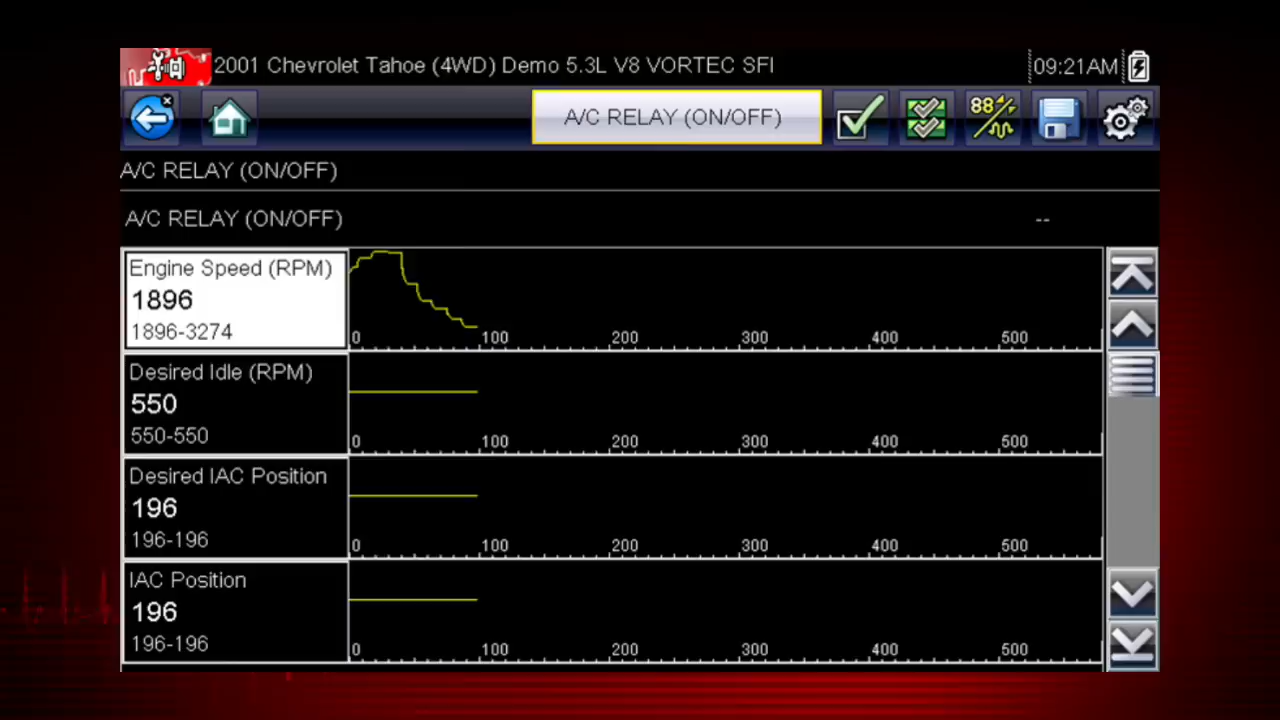 2001 Chevrolet Tahoe (4WD) Demo 5.3L V8 VORTEC SFI
09:21AM
A/C RELAY (ON/OFF)
88
A/C RELAY (ON/OFF)
A/C RELAY (ON/OFF) --
Engine Speed (RPM)
1896
1896-3274
0 100 200 300 400 500
Desired Idle (RPM)
550
550-550
0 100 200 300 400 500
Desired IAC Position
196
196-196
0 100 200 300 400 500
IAC Position
196
196-196
0 100 200 300 400 500